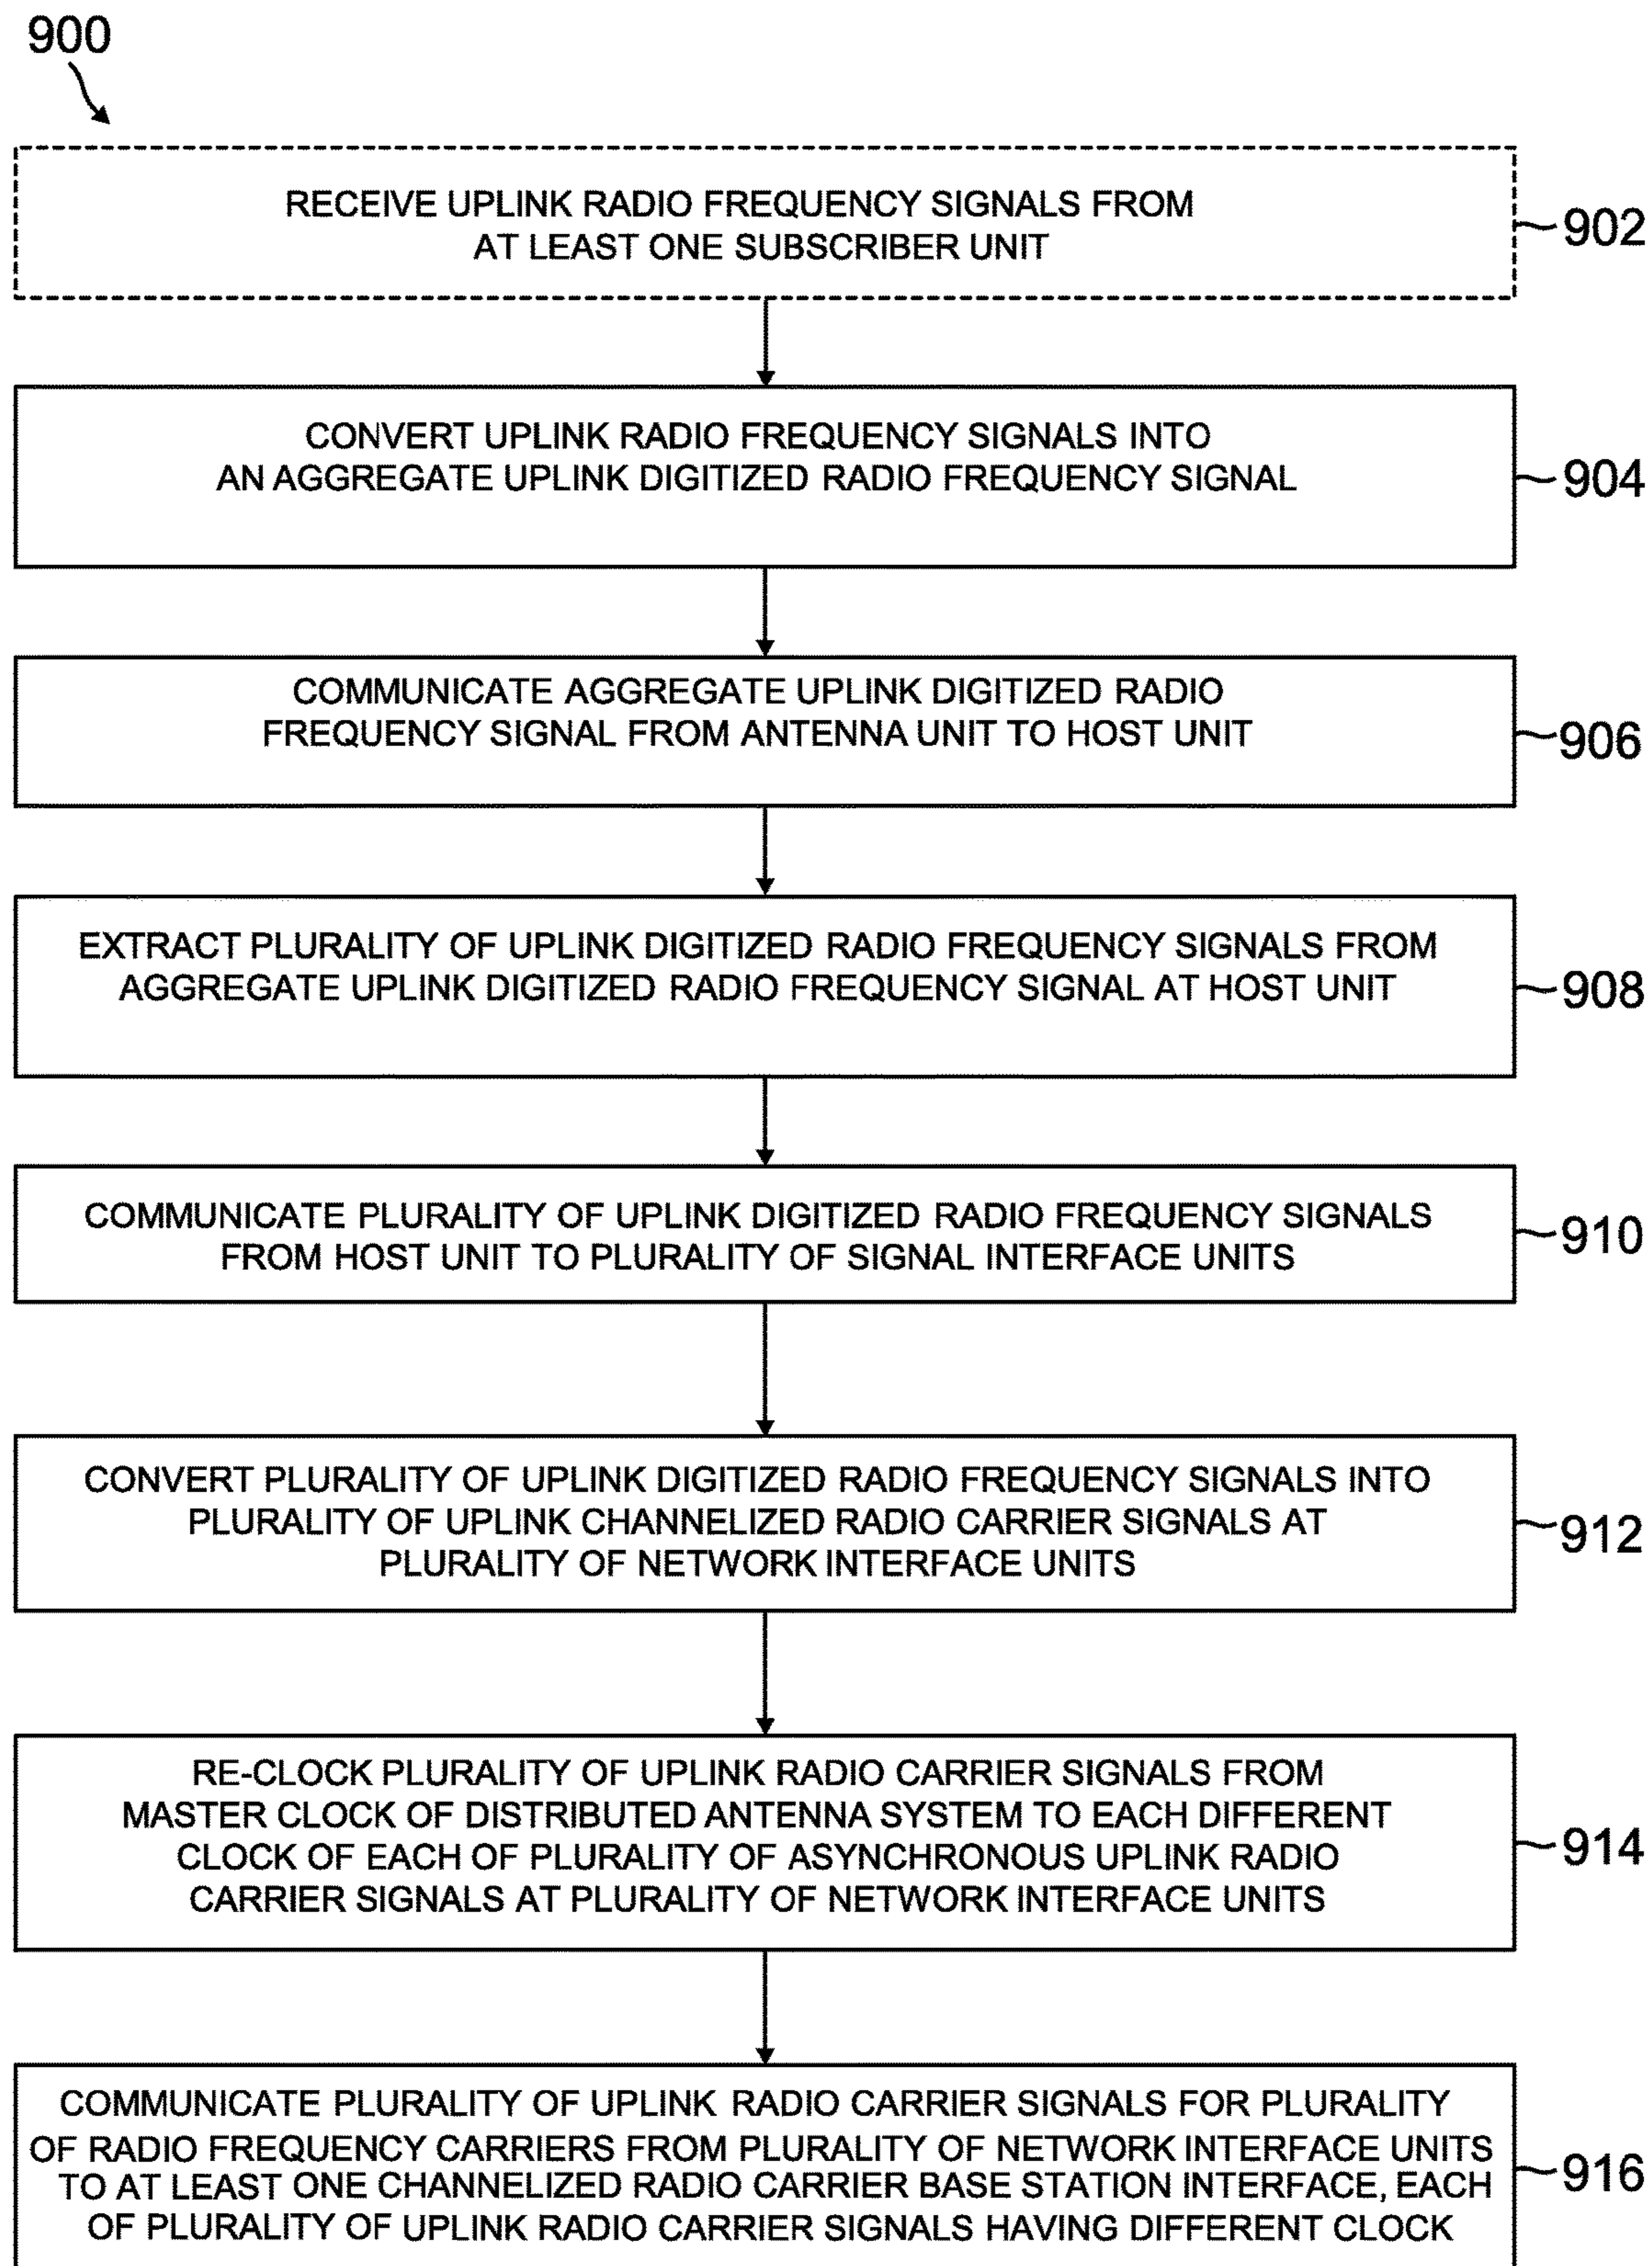 900
RECEIVE UPLINK RADIO FREQUENCY SIGNALS FROM
AT LEAST ONE SUBSCRIBER UNIT
902
CONVERT UPLINK RADIO FREQUENCY SIGNALS INTO
AN AGGREGATE UPLINK DIGITIZED RADIO FREQUENCY SIGNAL
904
COMMUNICATE AGGREGATE UPLINK DIGITIZED RADIO
FREQUENCY SIGNAL FROM ANTENNA UNIT TO HOST UNIT
906
EXTRACT PLURALITY OF UPLINK DIGITIZED RADIO FREQUENCY SIGNALS FROM
AGGREGATE UPLINK DIGITIZED RADIO FREQUENCY SIGNAL AT HOST UNIT
908
COMMUNICATE PLURALITY OF UPLINK DIGITIZED RADIO FREQUENCY SIGNALS
FROM HOST UNIT TO PLURALITY OF SIGNAL INTERFACE UNITS
910
CONVERT PLURALITY OF UPLINK DIGITIZED RADIO FREQUENCY SIGNALS INTO
PLURALITY OF UPLINK CHANNELIZED RADIO CARRIER SIGNALS AT
PLURALITY OF NETWORK INTERFACE UNITS
912
RE-CLOCK PLURALITY OF UPLINK RADIO CARRIER SIGNALS FROM
MASTER CLOCK OF DISTRIBUTED ANTENNA SYSTEM TO EACH DIFFERENT
CLOCK OF EACH OF PLURALITY OF ASYNCHRONOUS UPLINK RADIO
CARRIER SIGNALS AT PLURALITY OF NETWORK INTERFACE UNITS
914
COMMUNICATE PLURALITY OF UPLINK RADIO CARRIER SIGNALS FOR PLURALITY
OF RADIO FREQUENCY CARRIERS FROM PLURALITY OF NETWORK INTERFACE UNITS
TO AT LEAST ONE CHANNELIZED RADIO CARRIER BASE STATION INTERFACE, EACH
OF PLURALITY OF UPLINK RADIO CARRIER SIGNALS HAVING DIFFERENT CLOCK
916